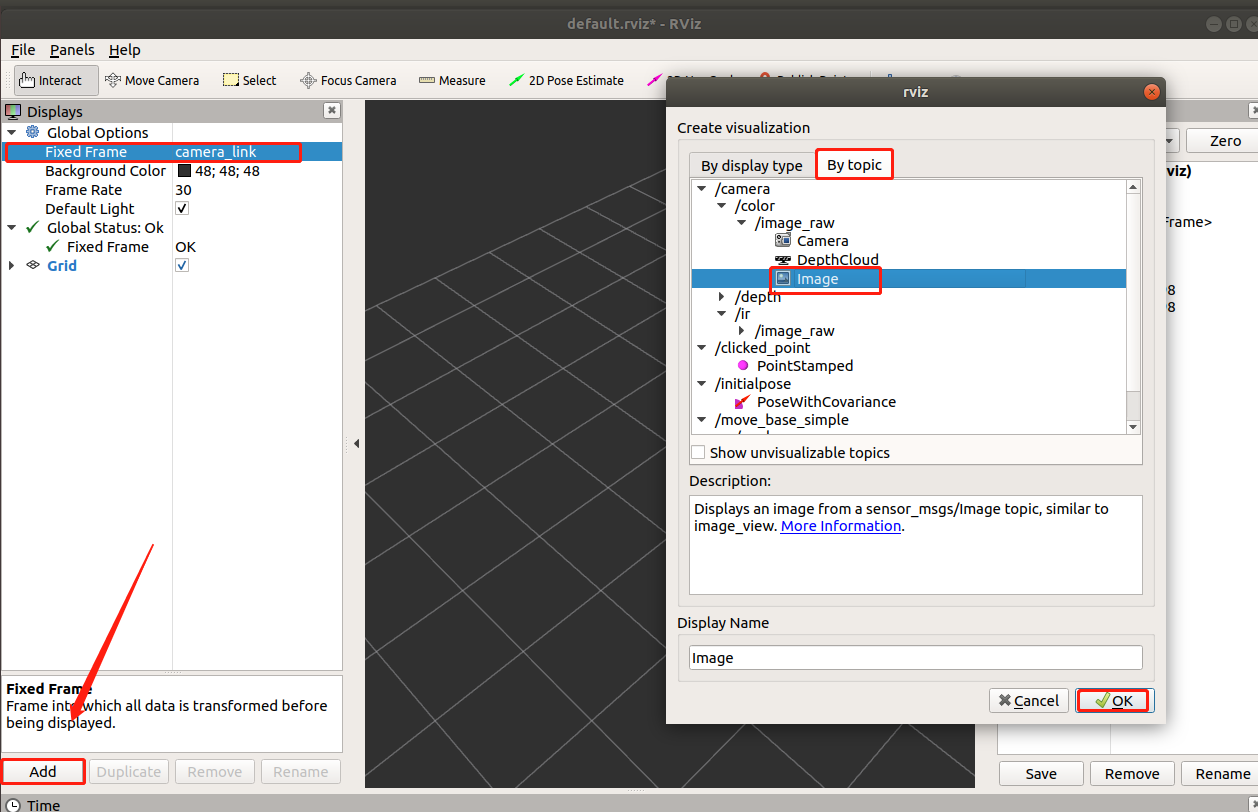 default.rviz* - RViz
File Panels Help
Interact Move Camera Select Focus Camera Measure 2D Pose Estimate
Displays
Global Options
Fixed Frame camera_link
Background Color 48; 48; 48
Frame Rate 30
Default Light
Global Status: Ok
Fixed Frame OK
Grid
Fixed Frame
Frame into which all data is transformed before
being displayed.
Add Duplicate Remove Rename
Time
rviz
Create visualization
By display type By topic
/camera
/color
/image_raw
Camera
DepthCloud
Image
/depth
/ir
/image_raw
/clicked_point
PointStamped
/initialpose
PoseWithCovariance
/move_base_simple
Show unvisualizable topics
Description:
Displays an image from a sensor_msgs/Image topic, similar to
image_view. More Information.
Display Name
Image
Cancel OK
Zero
viz)
Frame>
98
98
Save Remove Rename